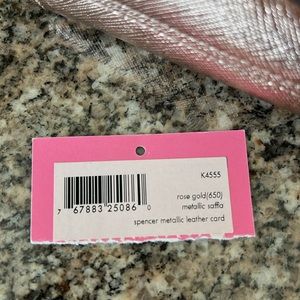 K4555
rose gold(650)
metallic saffia
spencer metallic leather card
7 67883 25086 0